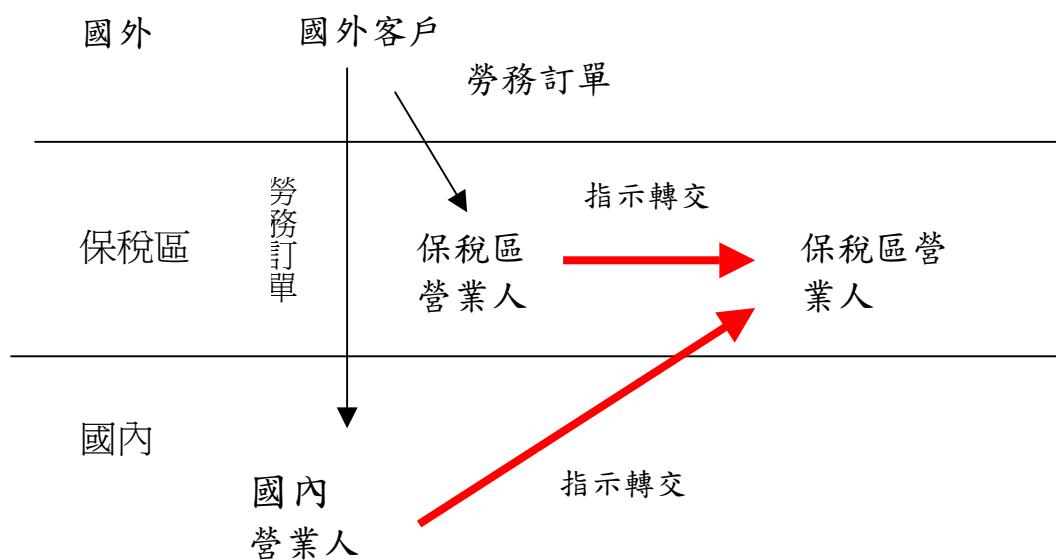 國外
國外客戶
勞務訂單
保稅區
勞務訂單
保稅區
營業人
指示轉交
保稅區營
業人
國內
國內
營業人
指示轉交